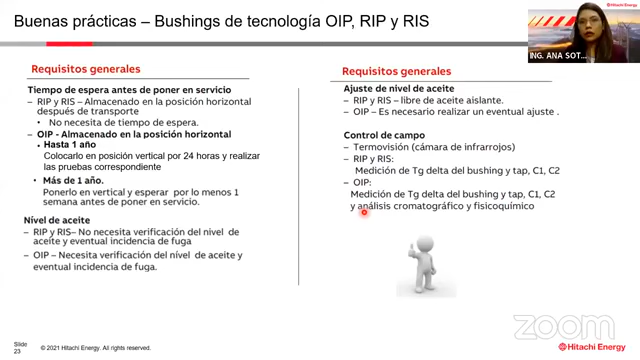 Buenas prácticas – Bushings de tecnología OIP, RIP y RIS
Hitachi Energy
ING. ANA SOT...
Requisitos generales
Tiempo de espera antes de poner en servicio
– RIP y RIS – Almacenado en la posición horizontal
después de transporte
• No necesita de tiempo de espera.
– OIP - Almacenado en la posición horizontal
• Hasta 1 año
Colocarlo en posición vertical por 24 horas y realizar
las pruebas correspondiente
• Más de 1 año.
Ponerlo en vertical y esperar por lo menos 1
semana antes de poner en servicio.
Nível de aceite
– RIP y RIS– No necesita verificación del nivel de
aceite y eventual incidencia de fuga
– OIP – Necesita verificación del nível de aceite y
eventual incidencia de fuga.
Requisitos generales
Ajuste de nivel de aceite
– RIP y RIS – libre de aceite aislante.
– OIP – Es necesario realizar un eventual ajuste .
Control de campo
– Termovisión (cámara de infrarrojos)
– RIP y RIS:
Medición de Tg delta del bushing y tap, C1, C2
– OIP:
Medición de Tg delta del bushing y tap, C1, C2
y análisis cromatográfico y fisicoquímico
Slide
23
© 2021 Hitachi Energy. All rights reserved.
zoom
Hitachi Energy